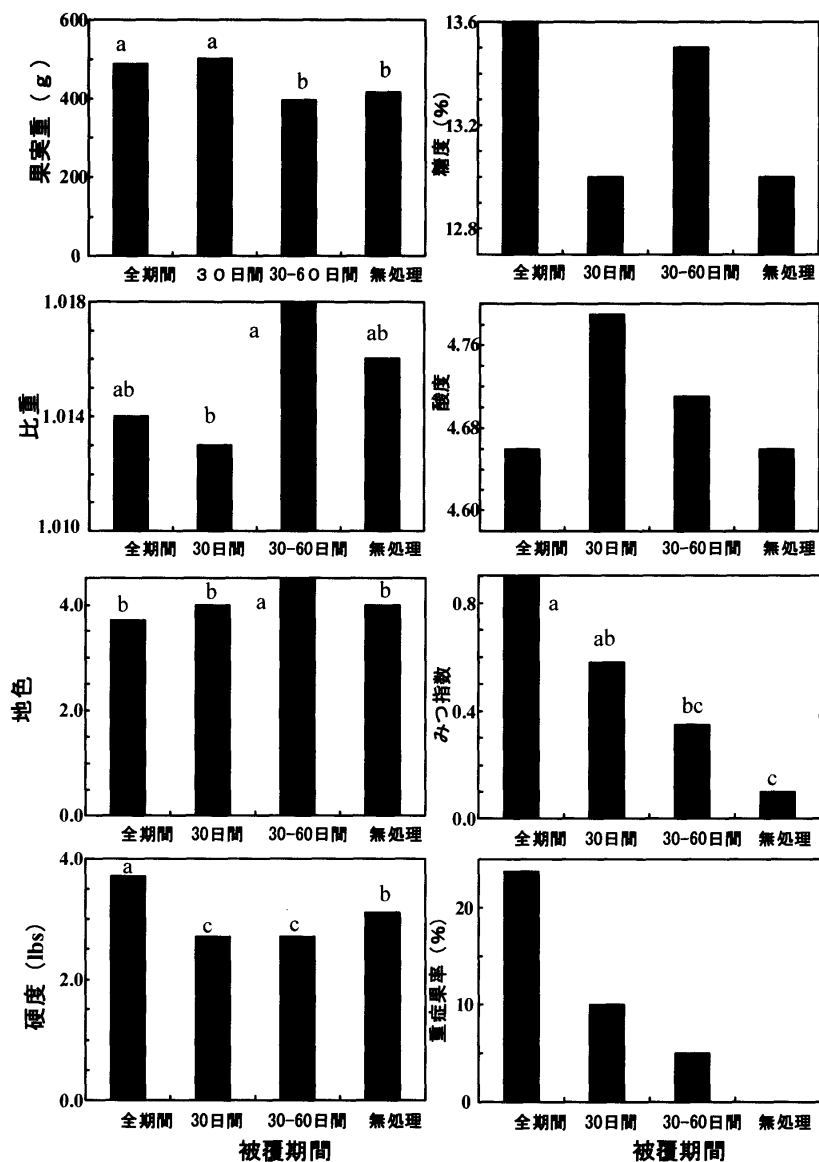 果実重 (g)
600
400
200
0
a
a
b
b
全期間 30日間 30-60日間 無処理
糖度 (%)
13.6
13.2
12.8
全期間 30日間 30-60日間 無処理
比重
1.018
1.014
1.010
ab
b
a
ab
全期間 30日間 30-60日間 無処理
酸度
4.76
4.68
4.60
全期間 30日間 30-60日間 無処理
地色
4.0
2.0
0.0
b
b
a
b
全期間 30日間 30-60日間 無処理
みつ指数
0.8
0.4
0.0
a
ab
bc
c
全期間 30日間 30-60日間 無処理
硬度 (lbs)
4.0
2.0
0.0
a
c
c
b
全期間 30日間 30-60日間 無処理
被覆期間
重症果率 (%)
20
10
0
全期間 30日間 30-60日間 無処理
被覆期間